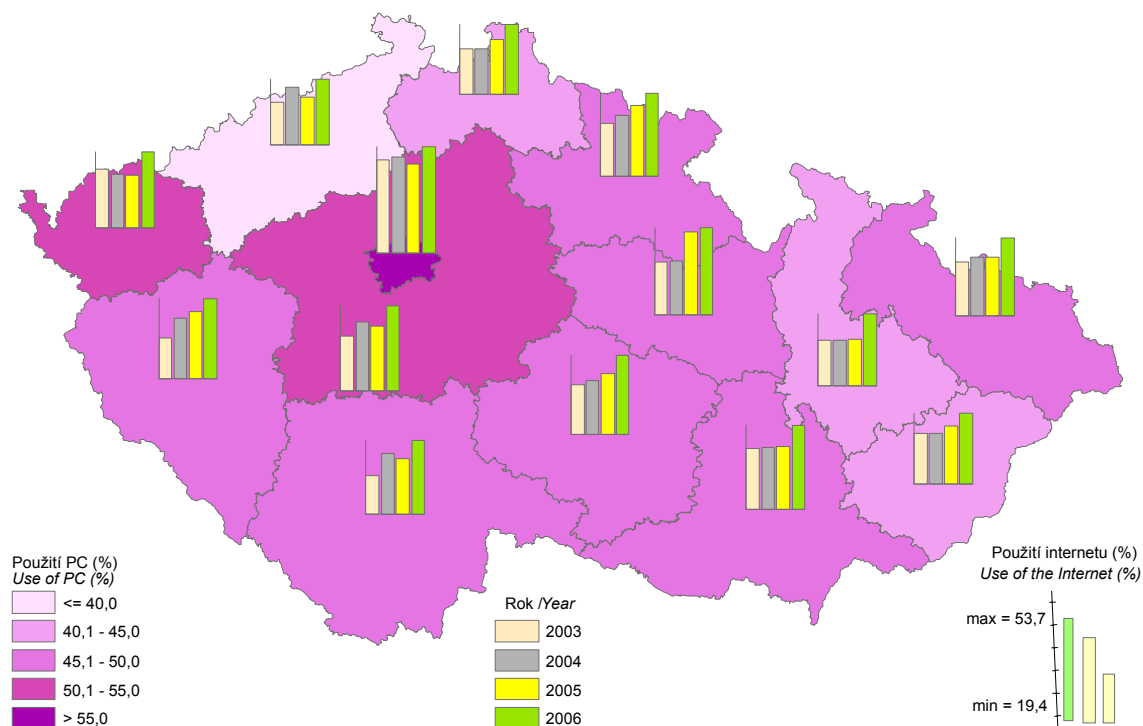 Použití PC (%)
Use of PC (%)
<= 40,0
40,1 - 45,0
45,1 - 50,0
50,1 - 55,0
> 55,0
Rok /Year
2003
2004
2005
2006
Použití internetu (%)
Use of the Internet (%)
max = 53,7
min = 19,4